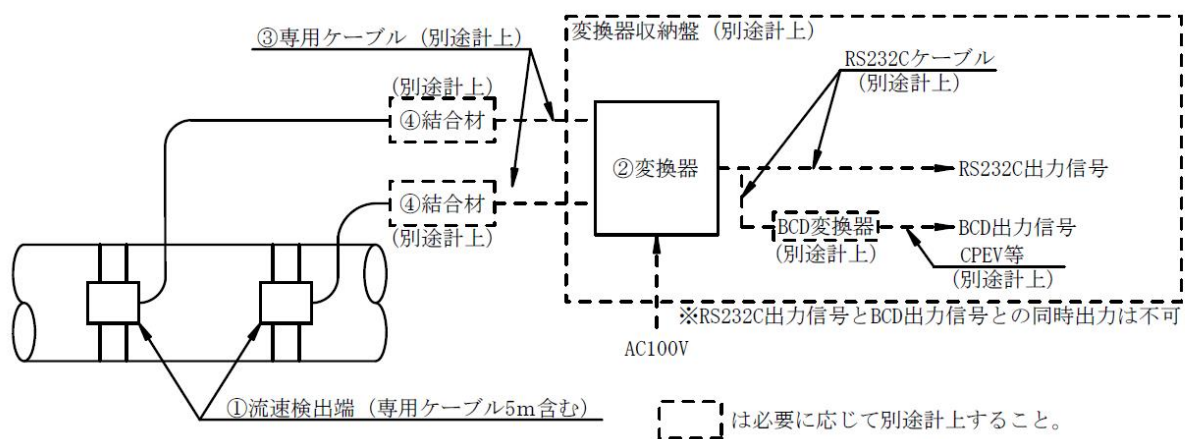 ③専用ケーブル (別途計上)
変換器収納盤 (別途計上)
RS232Cケーブル
(別途計上)
(別途計上)
④結合材
②変換器
RS232C出力信号
④結合材
(別途計上)
BCD変換器
(別途計上)
BCD出力信号
CPEV等
(別途計上)
※RS232C出力信号とBCD出力信号との同時出力は不可
AC100V
①流速検出端 (専用ケーブル5m含む)
は必要に応じて別途計上すること。